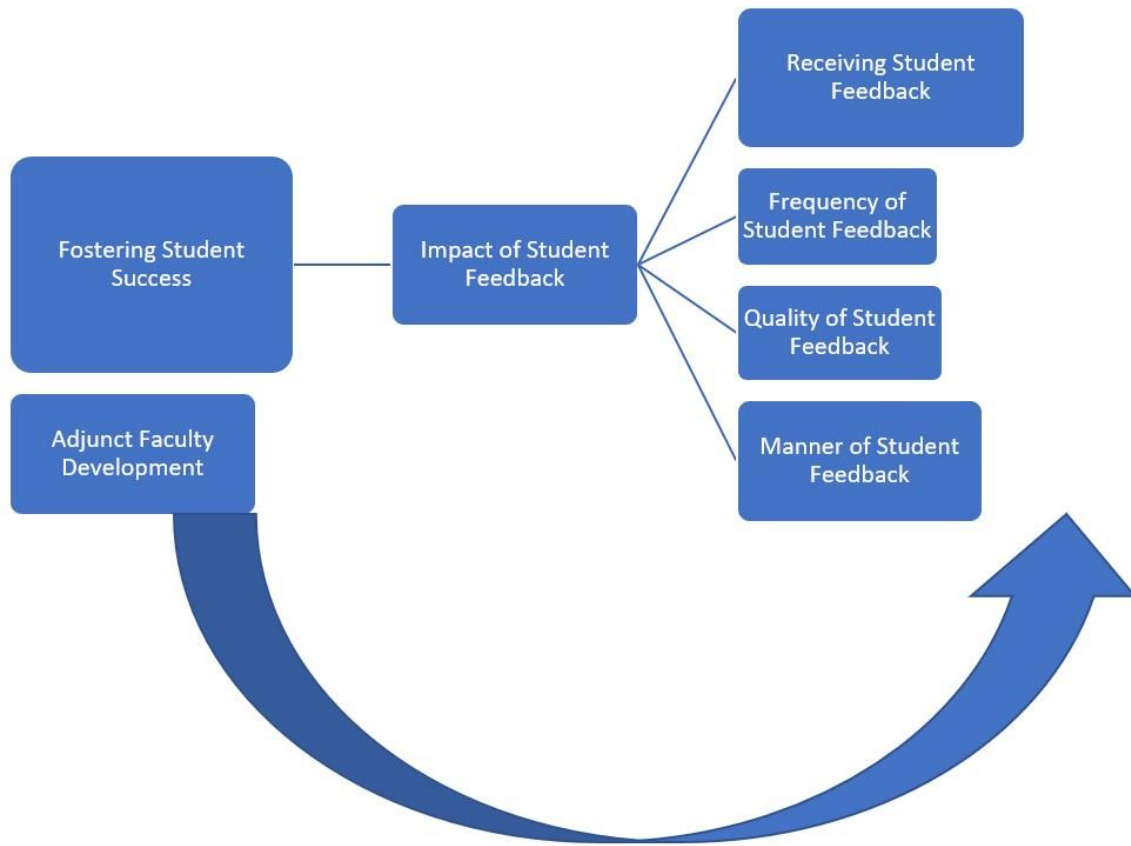 Fostering Student
Success
Adjunct Faculty
Development
Impact of Student
Feedback
Receiving Student
Feedback
Frequency of
Student Feedback
Quality of Student
Feedback
Manner of Student
Feedback